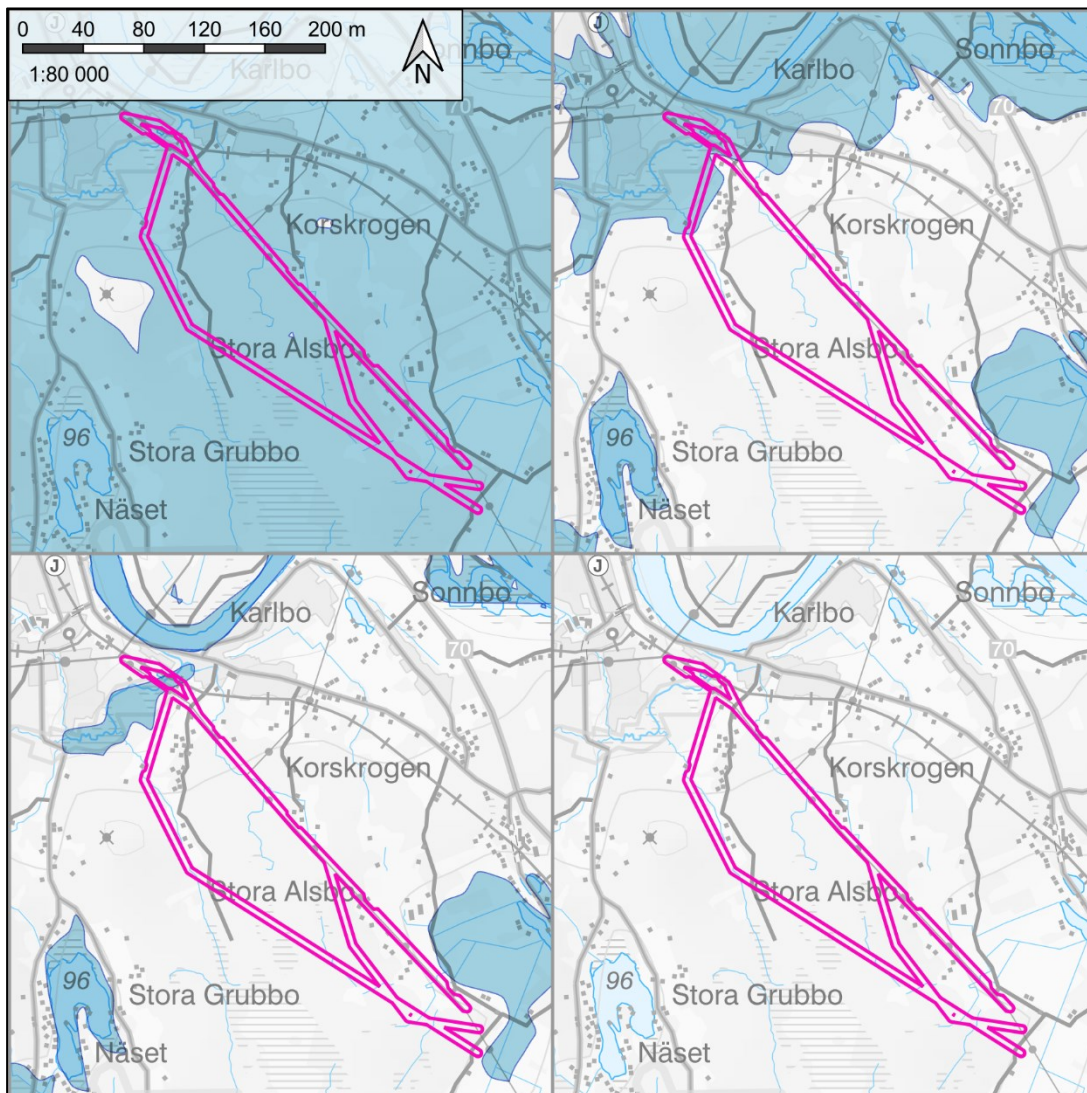 J
0 40 80 120 160 200 m
1:80 000
N
Karlbo
Sonnbo
70
Korskrogen
Stora Alsbo
96
Stora Grubbo
Näset
J
Karlbo
Sonnbo
70
Korskrogen
Stora Alsbo
96
Stora Grubbo
Näset
J
Karlbo
Sonnbo
70
Korskrogen
Stora Alsbo
96
Stora Grubbo
Näset
J
Karlbo
Sonnbo
70
Korskrogen
Stora Alsbo
96
Stora Grubbo
Näset